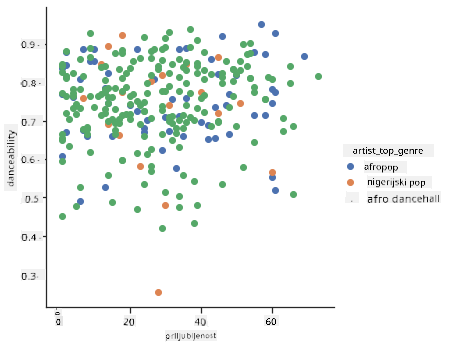 0.9
0.8
0.7
0.6
0.5
0.4
0.3
danceability
0.0
20
40
60
priljubljenost
artist_top_genre
afropop
nigerijski pop
afro dancehall